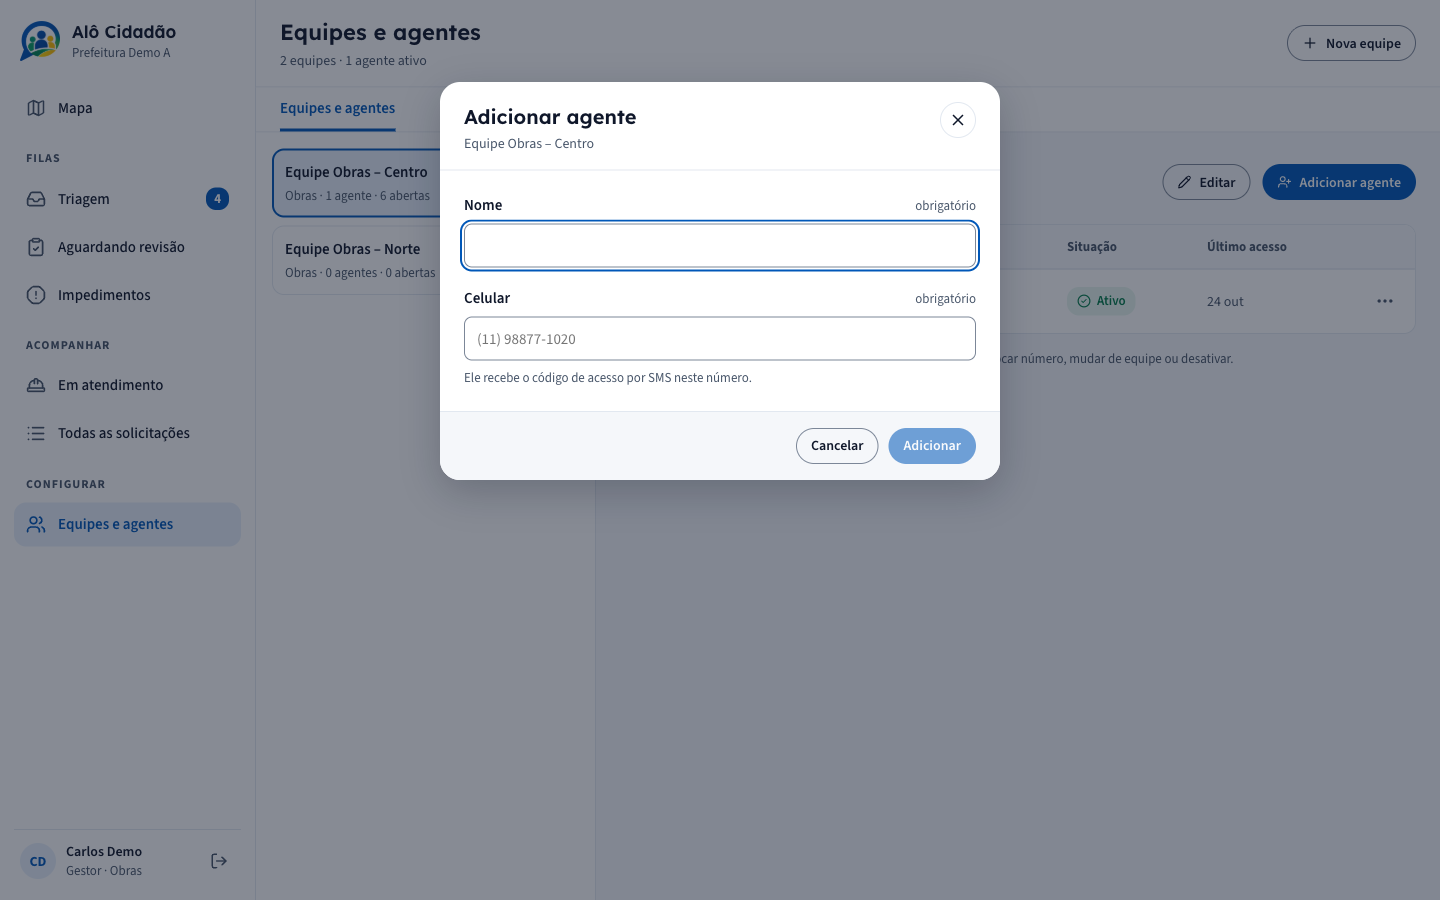 Alô Cidadão
Prefeitura Demo A
Mapa
FILAS
Triagem 4
Aguardando revisão
Impedimentos
ACOMPANHAR
Em atendimento
Todas as solicitações
CONFIGURAR
Equipes e agentes
CD
Carlos Demo
Gestor · Obras
Equipes e agentes
2 equipes · 1 agente ativo
Nova equipe
Equipes e agentes
Equipe Obras – Centro
Obras · 1 agente · 6 abertas
Equipe Obras – Norte
Obras · 0 agentes · 0 abertas
Editar
Adicionar agente
Situação Último acesso
Ativo 24 out
número, mudar de equipe ou desativar.
Adicionar agente
Equipe Obras – Centro
Nome obrigatório
Celular obrigatório
(11) 98877-1020
Ele recebe o código de acesso por SMS neste número.
Cancelar Adicionar